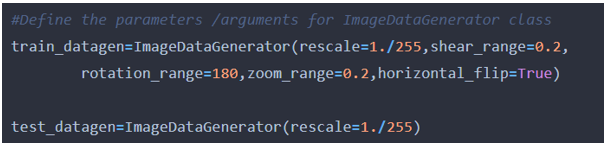 #Define the parameters /arguments for ImageDataGenerator class
train_datagen=ImageDataGenerator(rescale=1./255,shear_range=0.2,
rotation_range=180,zoom_range=0.2,horizontal_flip=True)
test_datagen=ImageDataGenerator(rescale=1./255)